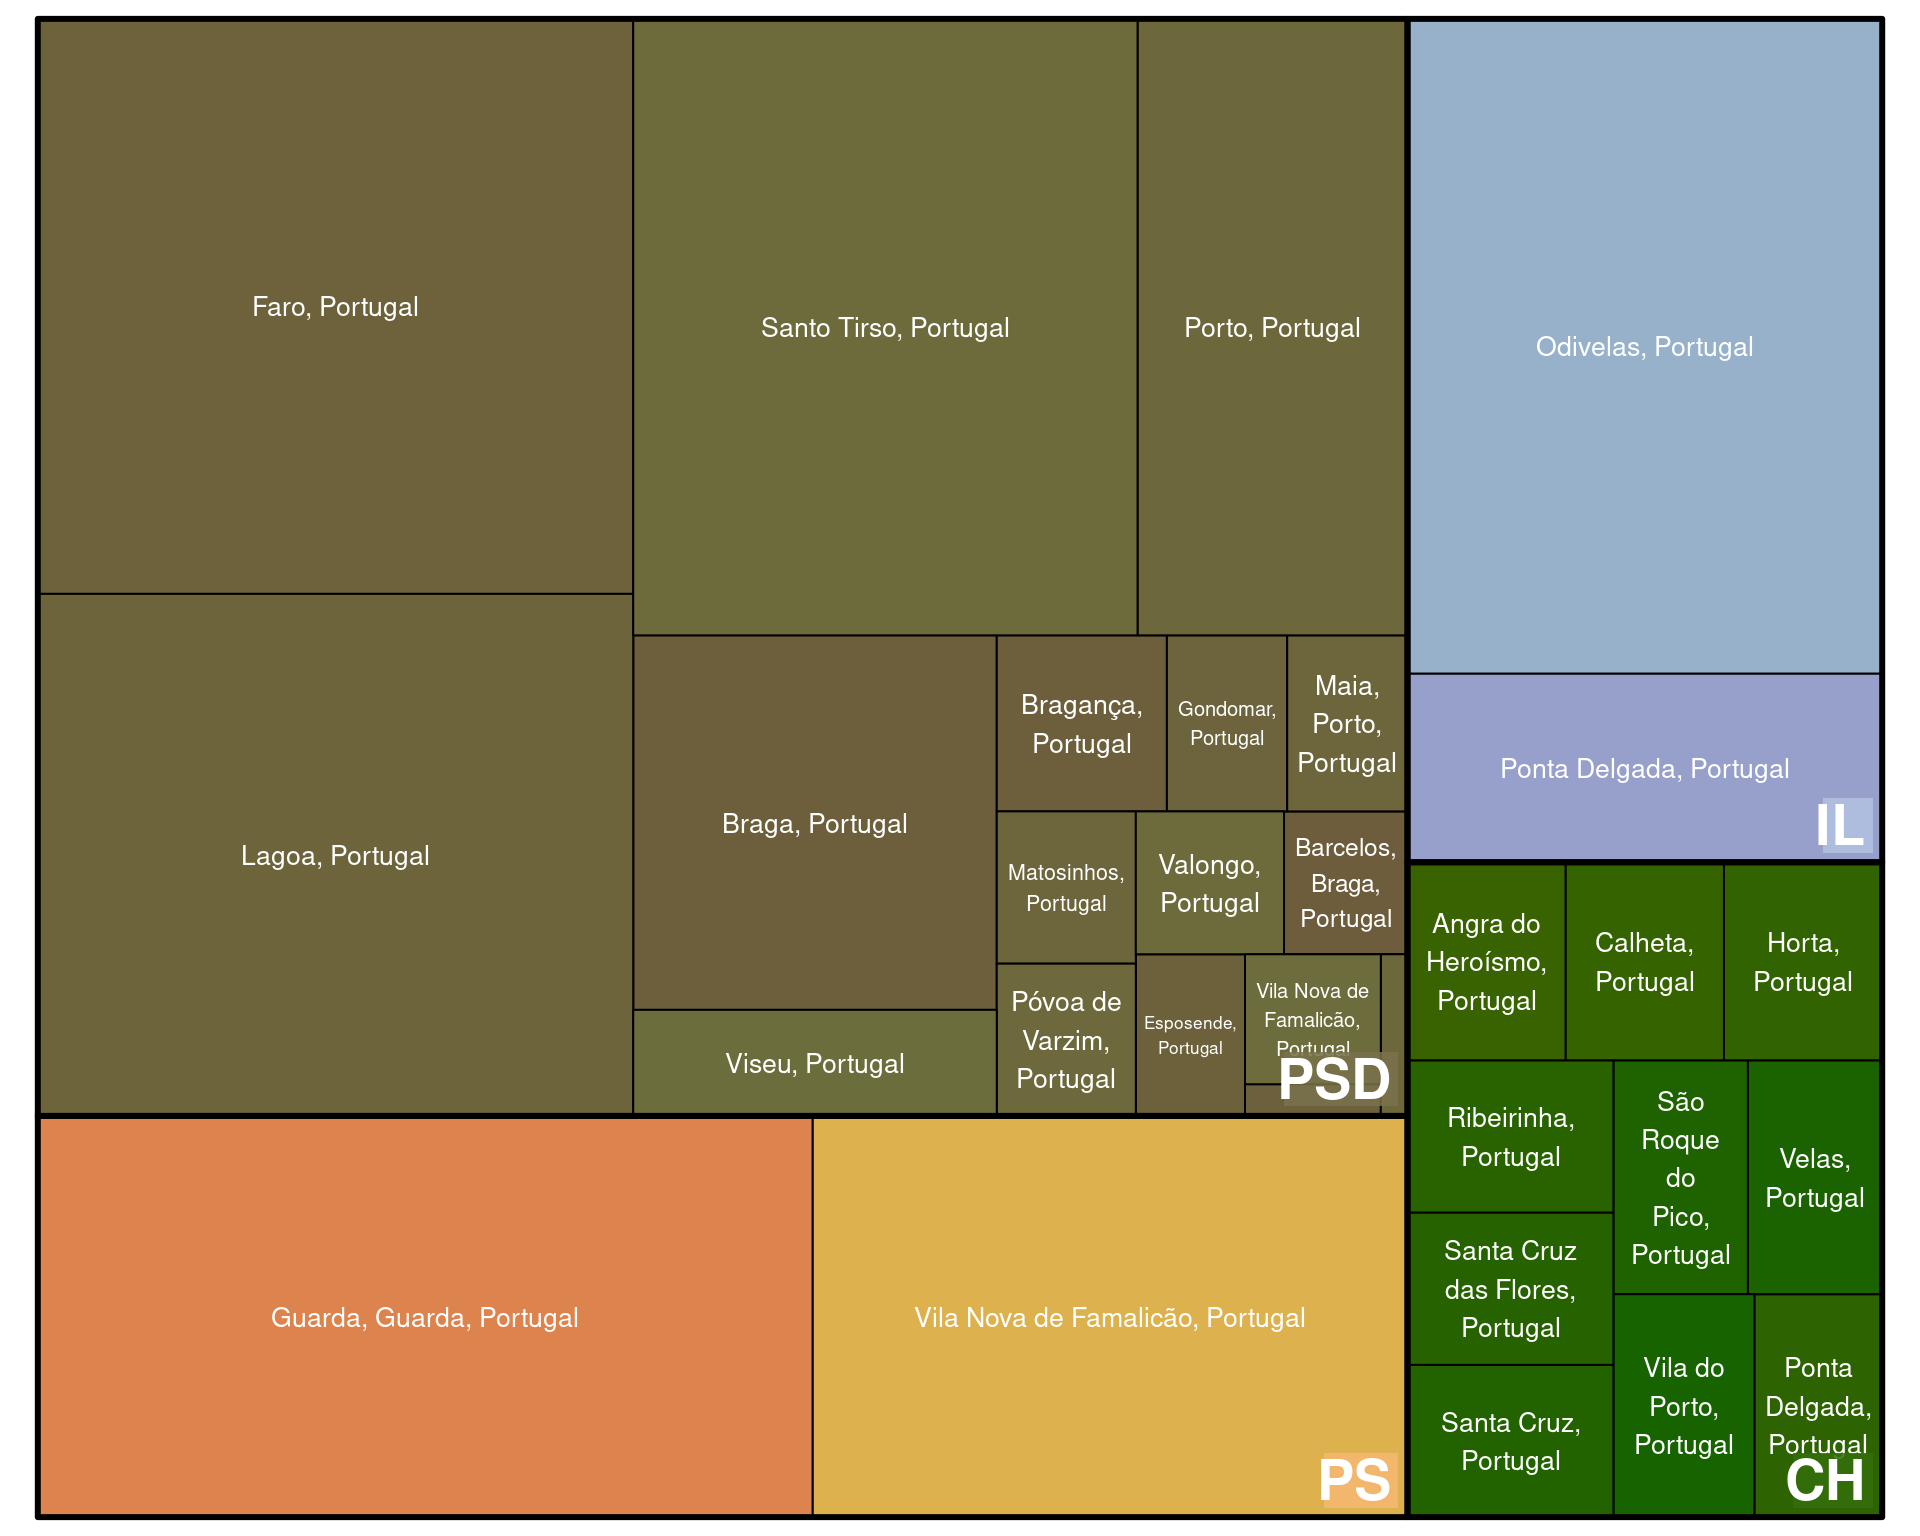 Faro, Portugal
Santo Tirso, Portugal
Porto, Portugal
Odivelas, Portugal
Lagoa, Portugal
Braga, Portugal
Bragança,
Portugal
Gondomar,
Portugal
Maia,
Porto,
Portugal
Matosinhos,
Portugal
Valongo,
Portugal
Barcelos,
Braga,
Portugal
Póvoa de
Varzim,
Portugal
Esposende,
Portugal
Vila Nova de
Famalicão,
Portugal
Viseu, Portugal
PSD
Ponta Delgada, Portugal
IL
Angra do
Heroísmo,
Portugal
Calheta,
Portugal
Horta,
Portugal
Ribeirinha,
Portugal
São
Roque
do
Pico,
Portugal
Velas,
Portugal
Santa Cruz
das Flores,
Portugal
Santa Cruz,
Portugal
Vila do
Porto,
Portugal
Ponta
Delgada,
Portugal
CH
Guarda, Guarda, Portugal
Vila Nova de Famalicão, Portugal
PS